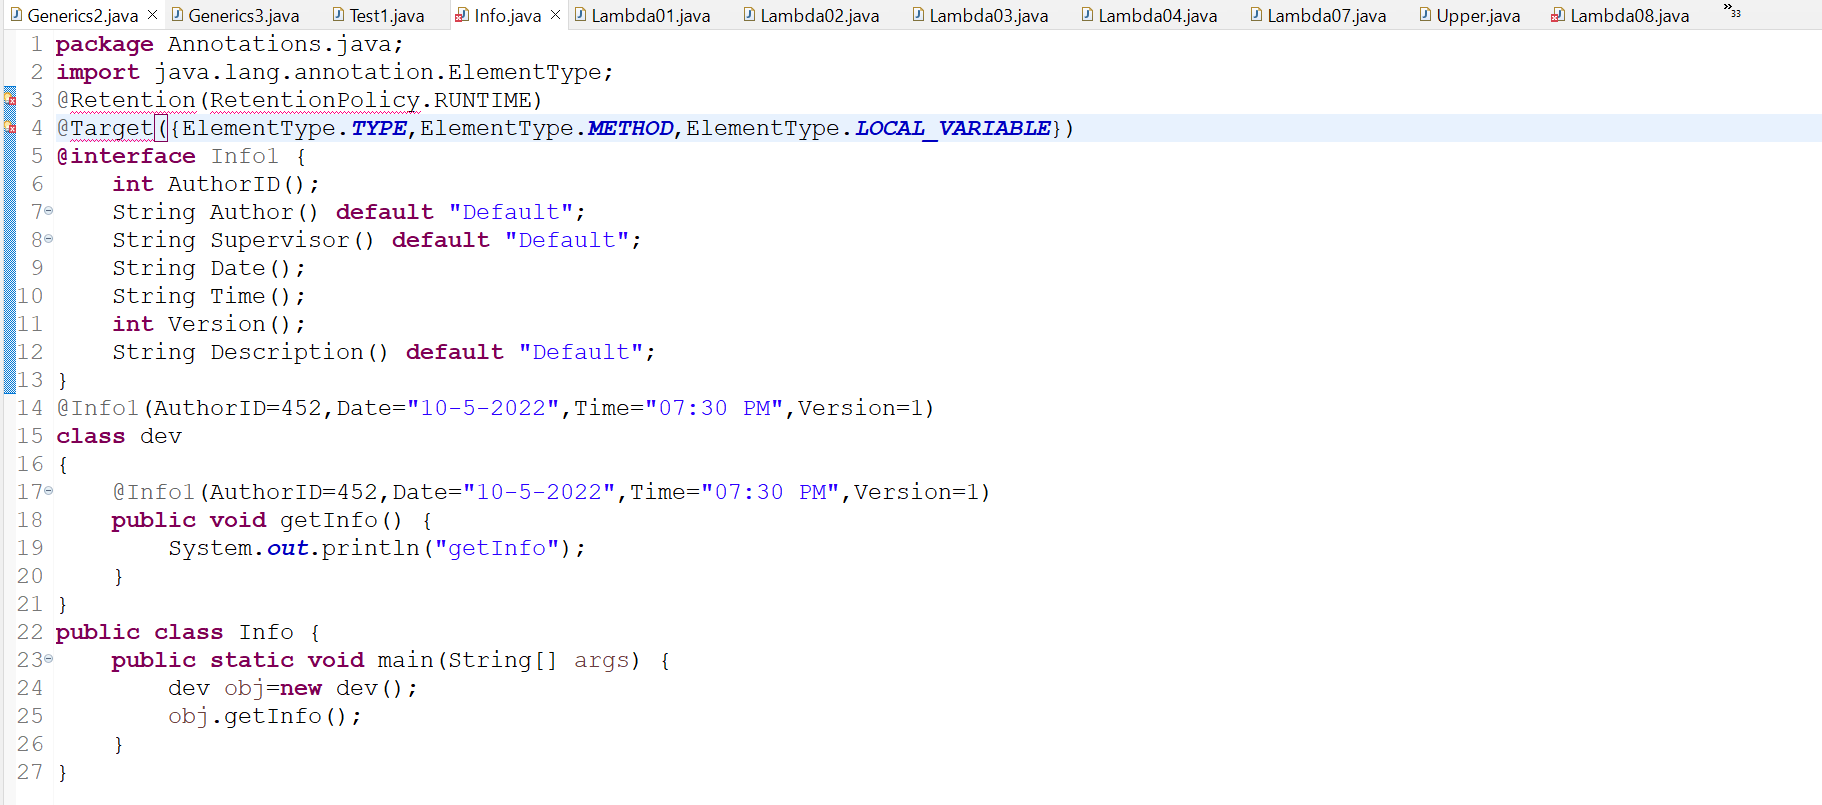 Generics2.java Generics3.java Test1.java Info.java Lambda01.java Lambda02.java Lambda03.java Lambda04.java Lambda07.java Upper.java Lambda08.java »33
1 package Annotations.java;
2 import java.lang.annotation.ElementType;
3 @Retention(RetentionPolicy.RUNTIME)
4 @Target({ElementType.TYPE,ElementType.METHOD,ElementType.LOCAL_VARIABLE})
5 @interface Info1 {
6     int AuthorID();
7     String Author() default "Default";
8     String Supervisor() default "Default";
9     String Date();
10     String Time();
11     int Version();
12     String Description() default "Default";
13 }
14 @Info1(AuthorID=452,Date="10-5-2022",Time="07:30 PM",Version=1)
15 class dev
16 {
17     @Info1(AuthorID=452,Date="10-5-2022",Time="07:30 PM",Version=1)
18     public void getInfo() {
19         System.out.println("getInfo");
20     }
21 }
22 public class Info {
23     public static void main(String[] args) {
24         dev obj=new dev();
25         obj.getInfo();
26     }
27 }